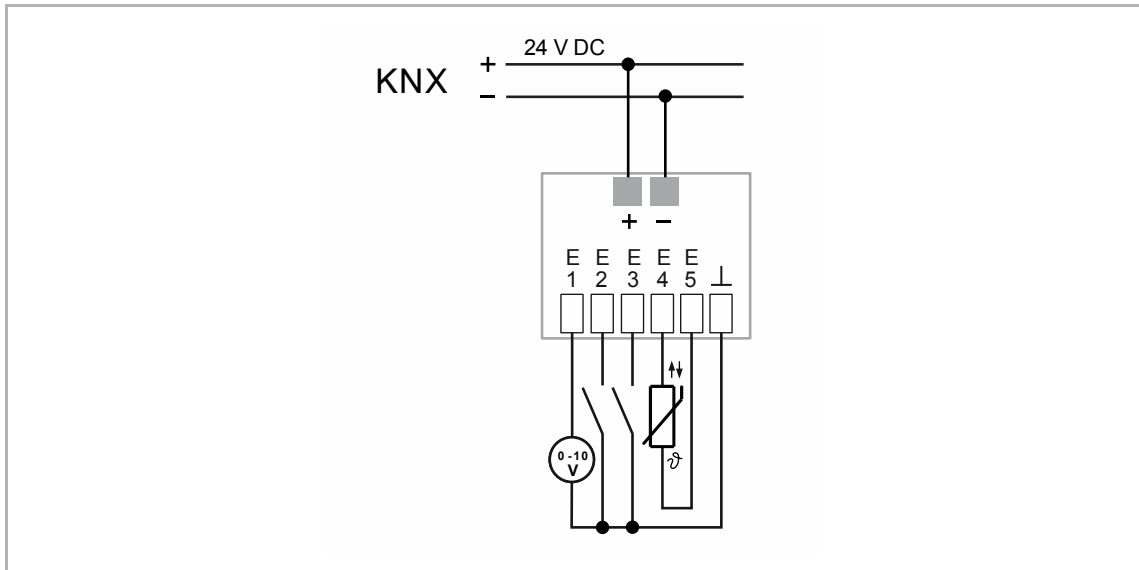 24 V DC
KNX + −
+ −
E E E E E
1 2 3 4 5 ⊥
0 -10
V
ϑ